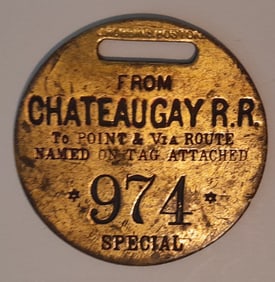 FROM
CHATEAUGAY R.R.
To POINT & VIA ROUTE
NAMED ON TAG ATTACHED
*974*
SPECIAL